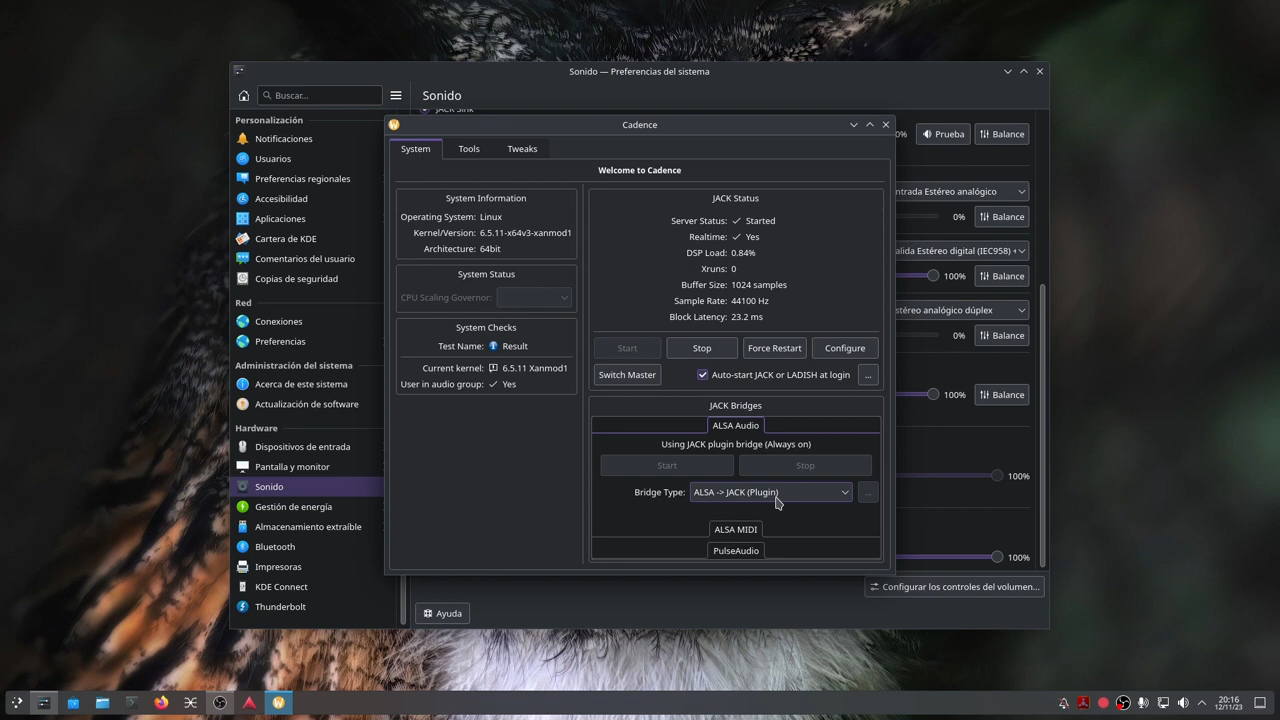 Sonido — Preferencias del sistema
Buscar...
Sonido
Personalización
Notificaciones
Usuarios
Preferencias regionales
Accesibilidad
Aplicaciones
Cartera de KDE
Comentarios del usuario
Copias de seguridad
Red
Conexiones
Preferencias
Administración del sistema
Acerca de este sistema
Actualización de software
Hardware
Dispositivos de entrada
Pantalla y monitor
Sonido
Gestión de energía
Almacenamiento extraíble
Bluetooth
Impresoras
KDE Connect
Thunderbolt
JACK Sink
Cadence
System
Tools
Tweaks
Welcome to Cadence
System Information
Operating System: Linux
Kernel/Version: 6.5.11-x64v3-xanmod1
Architecture: 64bit
System Status
CPU Scaling Governor:
System Checks
Test Name: Result
Current kernel: 6.5.11 Xanmod1
User in audio group: Yes
JACK Status
Server Status: Started
Realtime: Yes
DSP Load: 0.84%
Xruns: 0
Buffer Size: 1024 samples
Sample Rate: 44100 Hz
Block Latency: 23.2 ms
Start
Stop
Force Restart
Configure
Switch Master
Auto-start JACK or LADISH at login
...
JACK Bridges
ALSA Audio
Using JACK plugin bridge (Always on)
Start
Stop
Bridge Type: ALSA -> JACK (Plugin)
...
ALSA MIDI
PulseAudio
0%
Prueba
Balance
ntrada Estéreo analógico
0%
Balance
alida Estéreo digital (IEC958) +
100%
Balance
stéreo analógico dúplex
0%
Balance
100%
Balance
100%
100%
Configurar los controles del volumen...
Ayuda
20:16
12/11/23